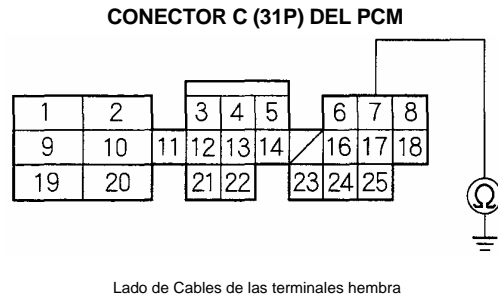 CONECTOR C (31P) DEL PCM
1 2 3 4 5 6 7 8
9 10 11 12 13 14 16 17 18
19 20 21 22 23 24 25
Ω
Lado de Cables de las terminales hembra